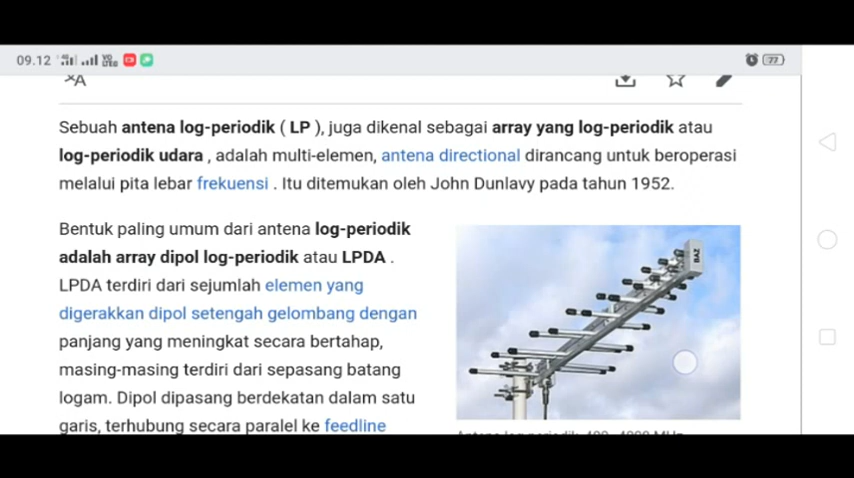 09.12
77
Sebuah antena log-periodik ( LP ), juga dikenal sebagai array yang log-periodik atau
log-periodik udara , adalah multi-elemen, antena directional dirancang untuk beroperasi
melalui pita lebar frekuensi . Itu ditemukan oleh John Dunlavy pada tahun 1952.
Bentuk paling umum dari antena log-periodik
adalah array dipol log-periodik atau LPDA .
LPDA terdiri dari sejumlah elemen yang
digerakkan dipol setengah gelombang dengan
panjang yang meningkat secara bertahap,
masing-masing terdiri dari sepasang batang
logam. Dipol dipasang berdekatan dalam satu
garis, terhubung secara paralel ke feedline
BAZ